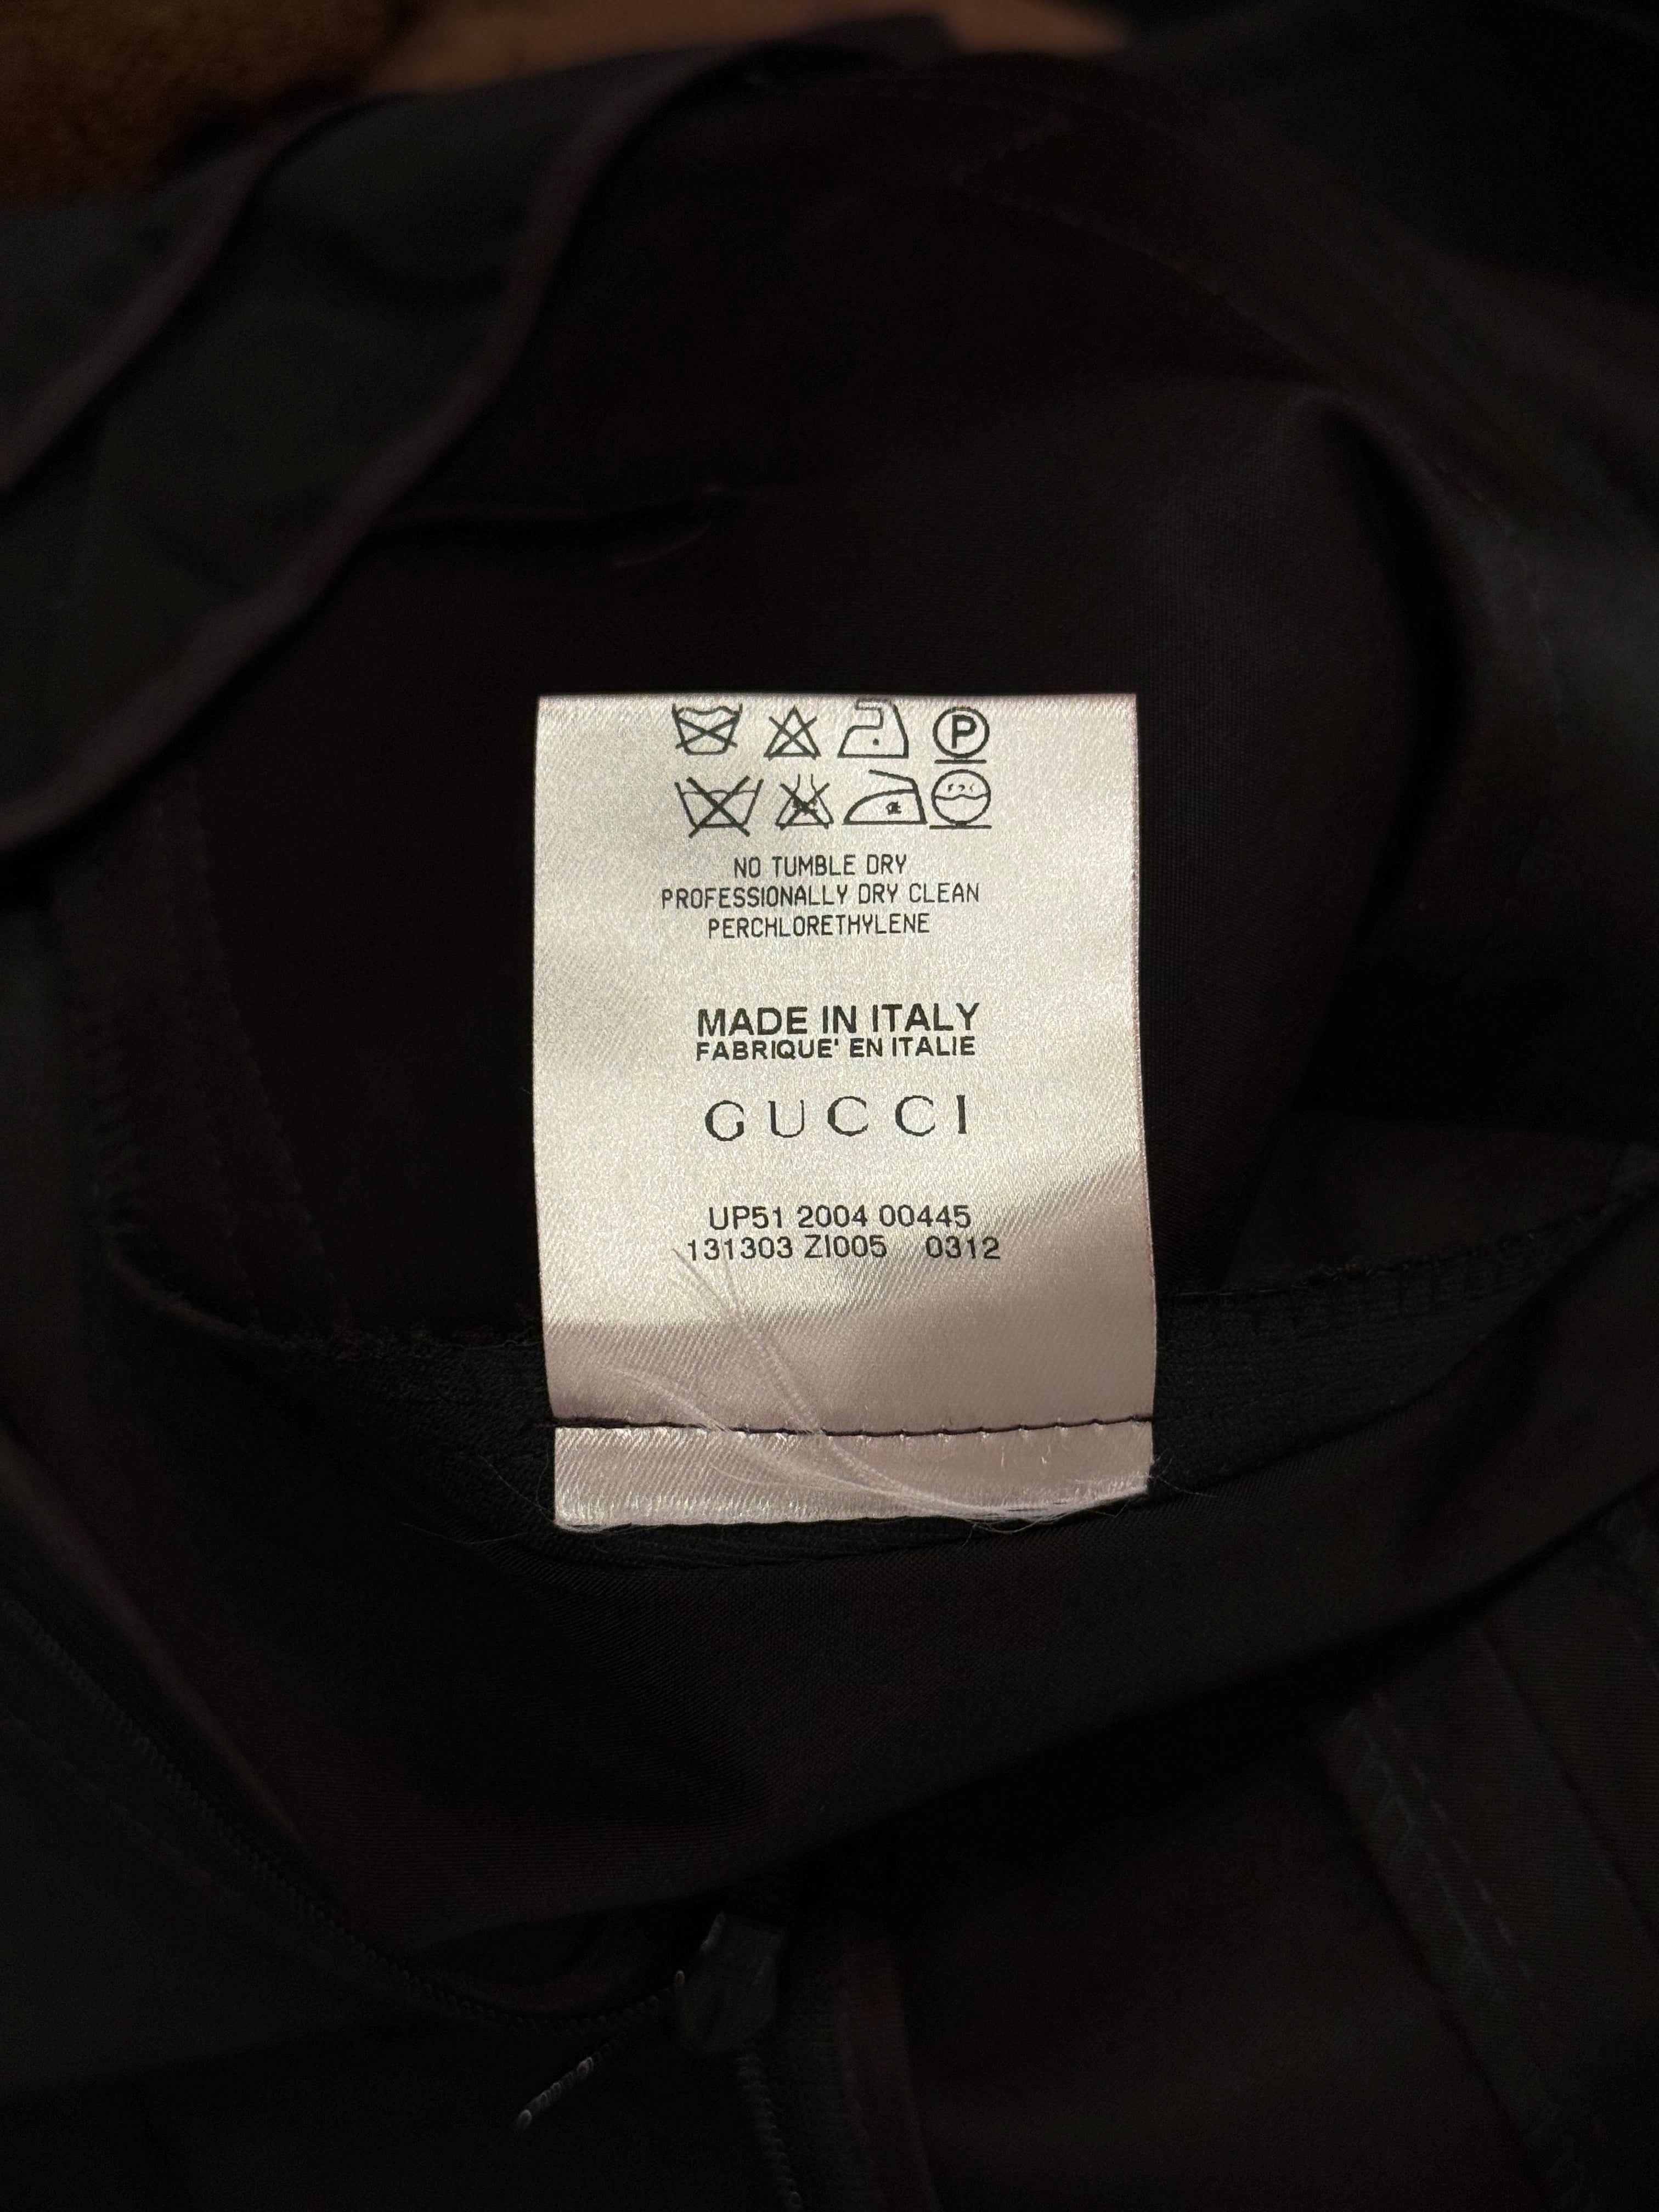 P
NO TUMBLE DRY
PROFESSIONALLY DRY CLEAN
PERCHLORETHYLENE
MADE IN ITALY
FABRIQUE' EN ITALIE
GUCCI
UP51 2004 00445
131303 ZI005 0312